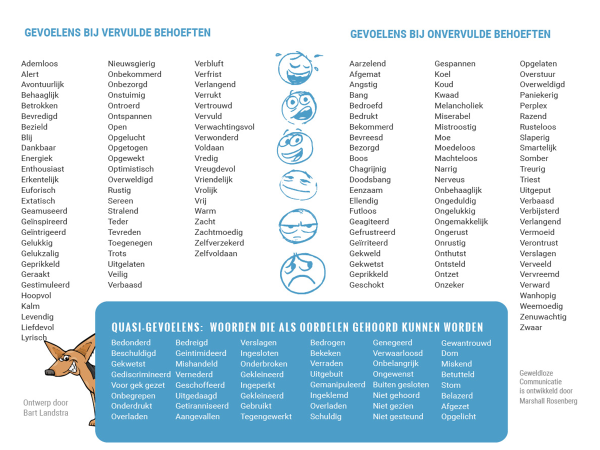 GEVOELENS BIJ VERVULDE BEHOEFTEN
Ademloos
Alert
Avontuurlijk
Behaaglijk
Betrokken
Bevredigd
Bezield
Blij
Dankbaar
Energiek
Enthousiast
Erkentelijk
Euforisch
Extatisch
Geamuseerd
Geïnspireerd
Geïntrigeerd
Gelukkig
Gelukzalig
Geprikkeld
Geraakt
Gestimuleerd
Hoopvol
Kalm
Levendig
Liefdevol
Lyrisch
Nieuwsgierig
Onbekommerd
Onbezorgd
Onstuimig
Ontroerd
Ontspannen
Open
Opgelucht
Opgetogen
Opgewekt
Optimistisch
Overweldigd
Rustig
Sereen
Stralend
Teder
Tevreden
Toegenegen
Trots
Uitgelaten
Veilig
Verbaasd
Verbluft
Verfrist
Verlangend
Verrukt
Vertrouwd
Vervuld
Verwachtingsvol
Verwonderd
Voldaan
Vredig
Vreugdevol
Vriendelijk
Vrolijk
Vrij
Warm
Zacht
Zachtmoedig
Zelfverzekerd
Zelfvoldaan
GEVOELENS BIJ ONVERVULDE BEHOEFTEN
Aarzelend
Afgemat
Angstig
Bang
Bedroefd
Bedrukt
Bekommerd
Bevreesd
Bezorgd
Boos
Chagrijnig
Doodsbang
Eenzaam
Ellendig
Futloos
Geagiteerd
Gefrustreerd
Geïrriteerd
Gekweld
Gekwetst
Geprikkeld
Geschokt
Gespannen
Koel
Koud
Kwaad
Melancholiek
Miserabel
Mistroostig
Moe
Moedeloos
Machteloos
Narrig
Nerveus
Onbehaaglijk
Ongeduldig
Ongelukkig
Ongemakkelijk
Ongerust
Onrustig
Onthutst
Ontsteld
Ontzet
Onzeker
Opgelaten
Overstuur
Overweldigd
Paniekerig
Perplex
Razend
Rusteloos
Slaperig
Smartelijk
Somber
Treurig
Triest
Uitgeput
Verbaasd
Verbijsterd
Verlangend
Vermoeid
Verontrust
Verslagen
Verveeld
Vervreemd
Verward
Wanhopig
Weemoedig
Zenuwachtig
Zwaar
QUASI-GEVOELENS: WOORDEN DIE ALS OORDELEN GEHOORD KUNNEN WORDEN
Bedonderd
Beschuldigd
Gekwetst
Gediscrimineerd
Voor gek gezet
Onbegrepen
Onderdrukt
Overladen
Bedreigd
Geintimideerd
Mishandeld
Vernederd
Geschoffeerd
Uitgedaagd
Getiranniseerd
Aangevallen
Verslagen
Ingesloten
Onderbroken
Gekleineerd
Ingeperkt
Gekleineerd
Gebruikt
Tegengewerkt
Bedrogen
Bekeken
Verraden
Uitgebuit
Gemanipuleerd
Ingeklemd
Overladen
Schuldig
Genegeerd
Verwaarloosd
Onbelangrijk
Ongewenst
Buiten gesloten
Niet gehoord
Niet gezien
Niet gesteund
Gewantrouwd
Dom
Miskend
Betutteld
Stom
Belazerd
Afgezet
Opgelicht
Ontwerp door
Bart Landstra
Geweldloze
Communicatie
is ontwikkeld door
Marshall Rosenberg